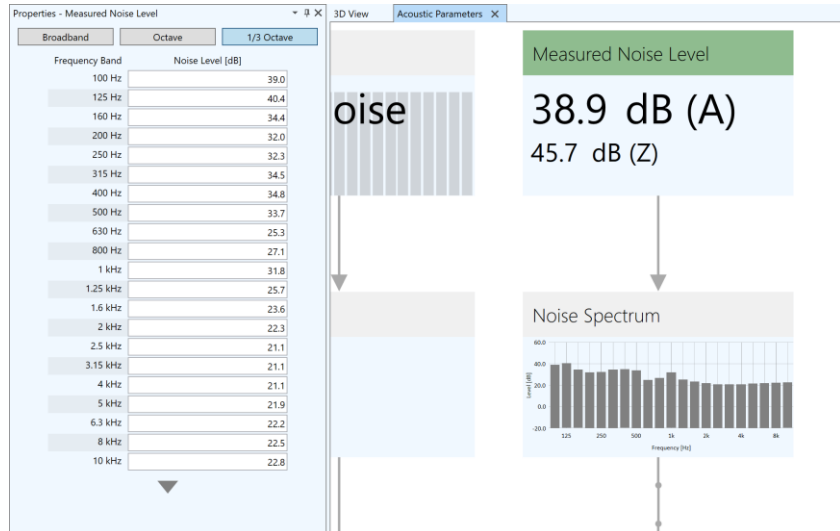 Properties - Measured Noise Level
Broadband Octave 1/3 Octave
Frequency Band Noise Level [dB]
100 Hz 39.0
125 Hz 40.4
160 Hz 34.4
200 Hz 32.0
250 Hz 32.3
315 Hz 34.5
400 Hz 34.8
500 Hz 33.7
630 Hz 25.3
800 Hz 27.1
1 kHz 31.8
1.25 kHz 25.7
1.6 kHz 23.6
2 kHz 22.3
2.5 kHz 21.1
3.15 kHz 21.1
4 kHz 21.1
5 kHz 21.9
6.3 kHz 22.2
8 kHz 22.5
10 kHz 22.8
3D View Acoustic Parameters
oise
Measured Noise Level
38.9 dB (A)
45.7 dB (Z)
Noise Spectrum
60.0
40.0
20.0
0.0
-20.0
Level [dB]
125 250 500 1k 2k 4k 8k
Frequency [Hz]